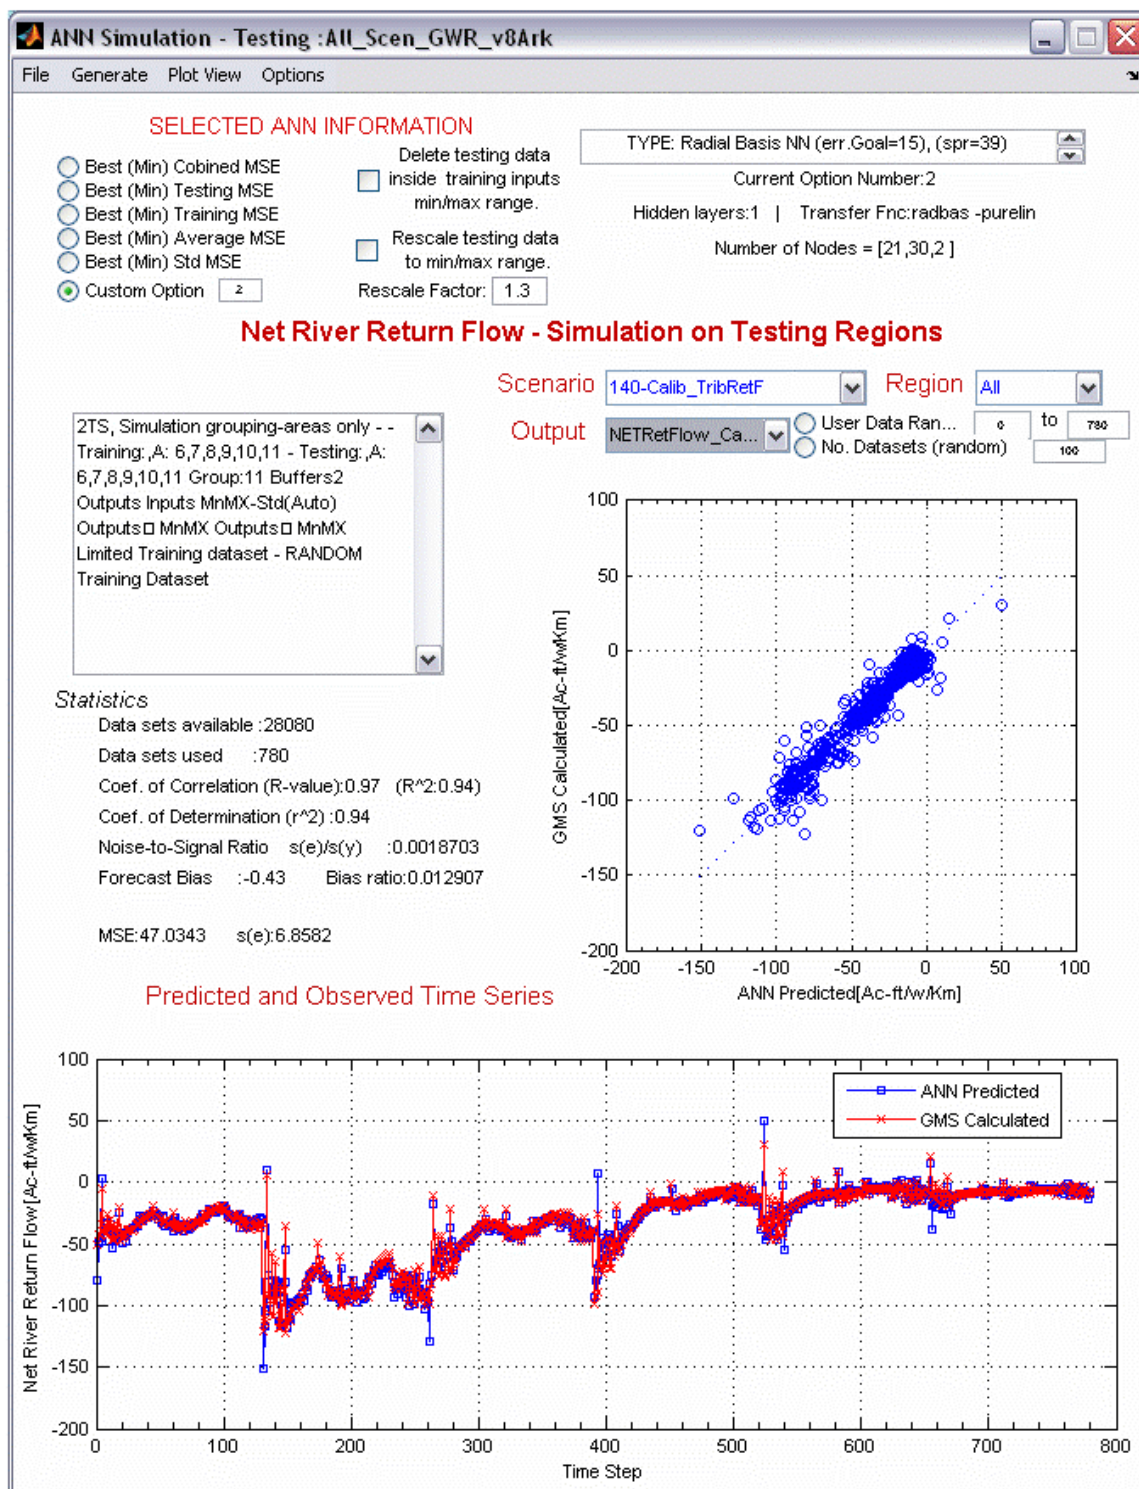 ANN Simulation - Testing :All_Scen_GWR_v8Ark
File Generate Plot View Options
SELECTED ANN INFORMATION
Best (Min) Cobined MSE
Best (Min) Testing MSE
Best (Min) Training MSE
Best (Min) Average MSE
Best (Min) Std MSE
Custom Option 2
Delete testing data
inside training inputs
min/max range.
Rescale testing data
to min/max range.
Rescale Factor: 1.3
TYPE: Radial Basis NN (err.Goal=15), (spr=39)
Current Option Number:2
Hidden layers:1 | Transfer Fnc:radbas -purelin
Number of Nodes = [21,30,2 ]
Net River Return Flow - Simulation on Testing Regions
Scenario 140-Calib_TribRetF Region All
Output NETRetFlow_Ca... User Data Ran... 0 to 780
No. Datasets (random) 100
2TS, Simulation grouping-areas only - -
Training:,A: 6,7,8,9,10,11 - Testing:,A:
6,7,8,9,10,11 Group:11 Buffers2
Outputs Inputs MnMX-Std(Auto)
Outputs□ MnMX Outputs□ MnMX
Limited Training dataset - RANDOM
Training Dataset
Statistics
Data sets available :28080
Data sets used :780
Coef. of Correlation (R-value):0.97 (R^2:0.94)
Coef. of Determination (r^2) :0.94
Noise-to-Signal Ratio s(e)/s(y) :0.0018703
Forecast Bias :-0.43 Bias ratio:0.012907
MSE:47.0343 s(e):6.8582
100
50
0
-50
-100
-150
-200
GMS Calculated[Ac-ft/w/Km]
-200 -150 -100 -50 0 50 100
ANN Predicted[Ac-ft/w/Km]
Predicted and Observed Time Series
100
50
0
-50
-100
-150
-200
Net River Return Flow[Ac-ft/w/Km]
ANN Predicted
GMS Calculated
0 100 200 300 400 500 600 700 800
Time Step